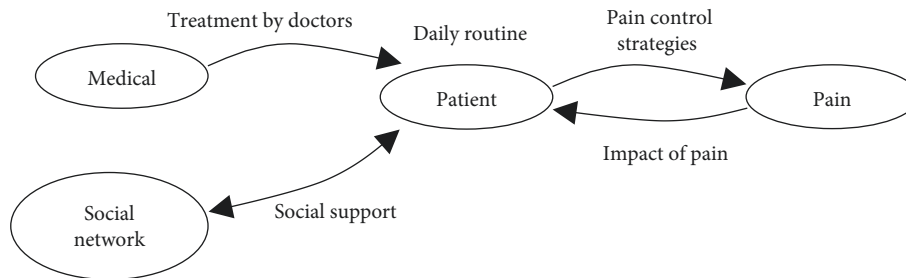 Treatment by doctors
Medical
Daily routine
Patient
Pain control
strategies
Pain
Impact of pain
Social
network
Social support